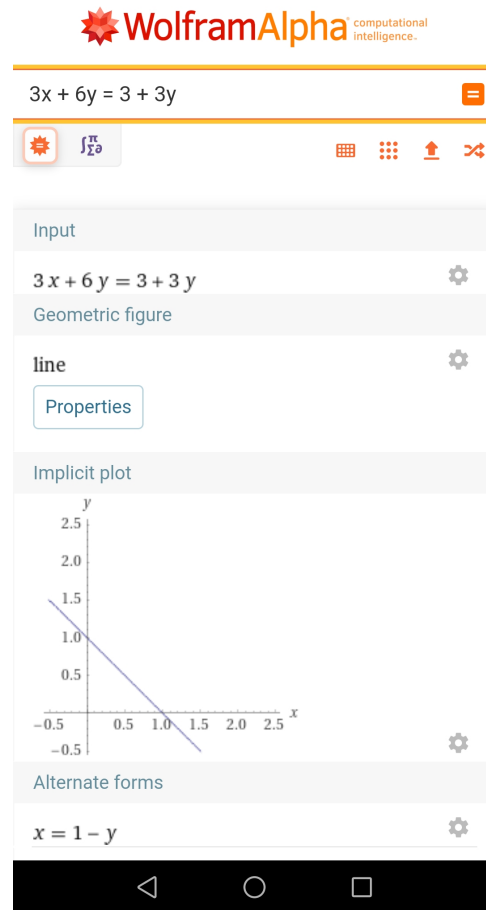 WolframAlpha computational intelligence.
3x + 6y = 3 + 3y
=
∫π Σ∂
Input
3 x + 6 y = 3 + 3 y
Geometric figure
line
Properties
Implicit plot
y
2.5
2.0
1.5
1.0
0.5
x
−0.5 0.5 1.0 1.5 2.0 2.5
−0.5
Alternate forms
x = 1 − y